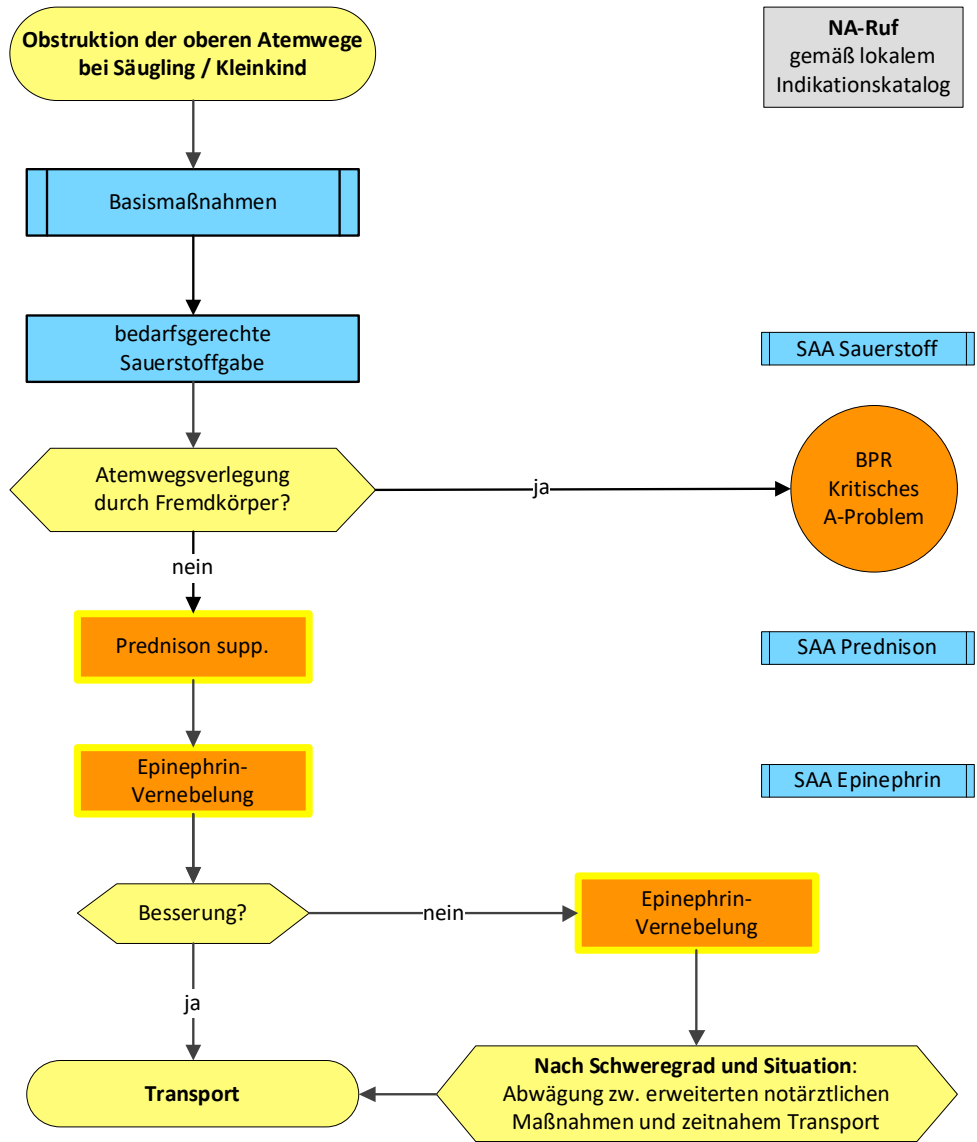 Obstruktion der oberen Atemwege
bei Säugling / Kleinkind
NA-Ruf
gemäß lokalem
Indikationskatalog
Basismaßnahmen
bedarfsgerechte
Sauerstoffgabe
SAA Sauerstoff
Atemwegsverlegung
durch Fremdkörper?
ja
BPR
Kritisches
A-Problem
nein
Prednison supp.
SAA Prednison
Epinephrin-
Vernebelung
SAA Epinephrin
Besserung?
nein
Epinephrin-
Vernebelung
ja
Transport
Nach Schweregrad und Situation:
Abwägung zw. erweiterten notärztlichen
Maßnahmen und zeitnahem Transport